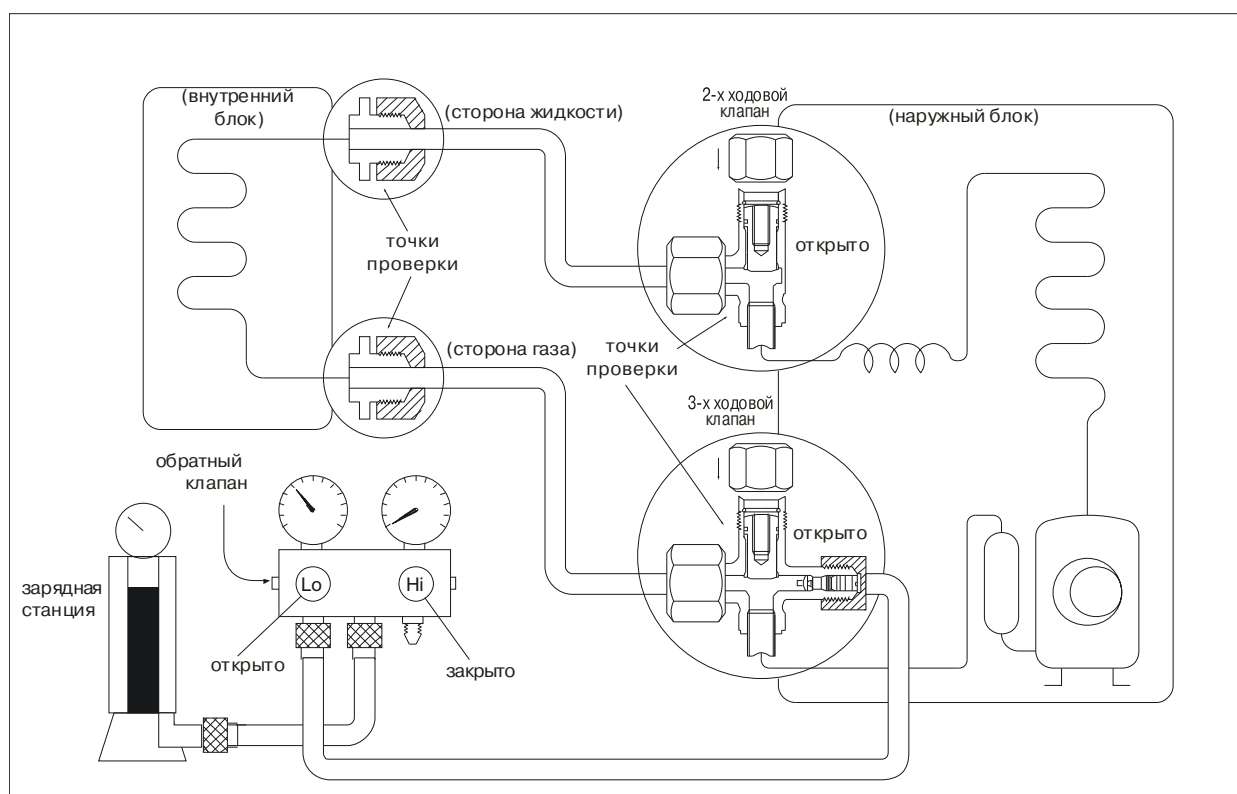 (внутренний
блок)
(сторона жидкости)
2-х ходовой
клапан
(наружный блок)
открыто
точки
проверки
(сторона газа)
точки
проверки
3-х ходовой
клапан
обратный
клапан
открыто
зарядная
станция
Lo
Hi
открыто
закрыто